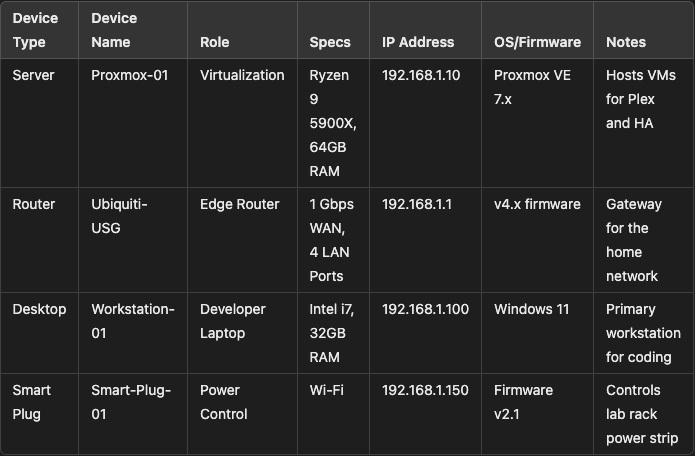 Device Type
Device Name
Role
Specs
IP Address
OS/Firmware
Notes
Server
Proxmox-01
Virtualization
Ryzen
9
5900X,
64GB
RAM
192.168.1.10
Proxmox VE
7.x
Hosts VMs
for Plex
and HA
Router
Ubiquiti-
USG
Edge Router
1 Gbps
WAN,
4 LAN
Ports
192.168.1.1
v4.x firmware
Gateway
for the
home
network
Desktop
Workstation-
01
Developer
Laptop
Intel i7,
32GB
RAM
192.168.1.100
Windows 11
Primary
workstation
for coding
Smart
Plug
Smart-Plug-
01
Power
Control
Wi-Fi
192.168.1.150
Firmware
v2.1
Controls
lab rack
power strip